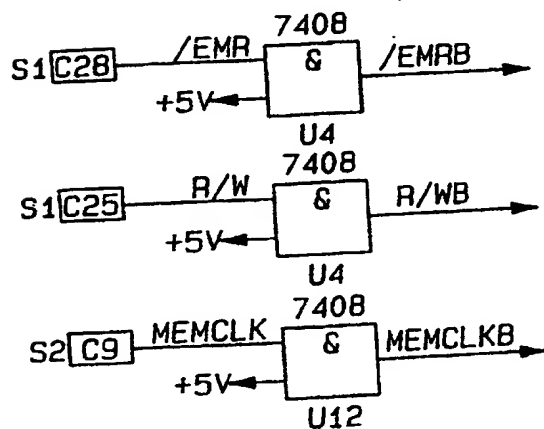 7408
S1 C28 /EMR & /EMRB
+5V
U4
7408
S1 C25 R/W & R/WB
+5V
U4
7408
S2 C9 MEMCLK & MEMCLKB
+5V
U12